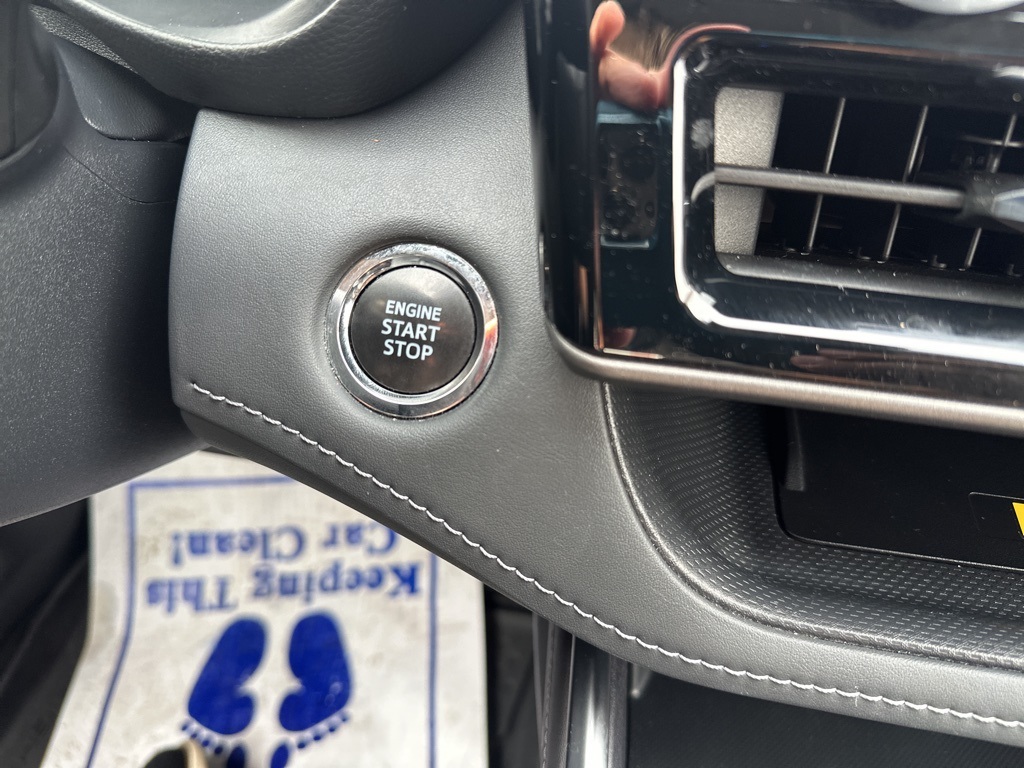 ENGINE
START
STOP
Keeping This
Car Clean!